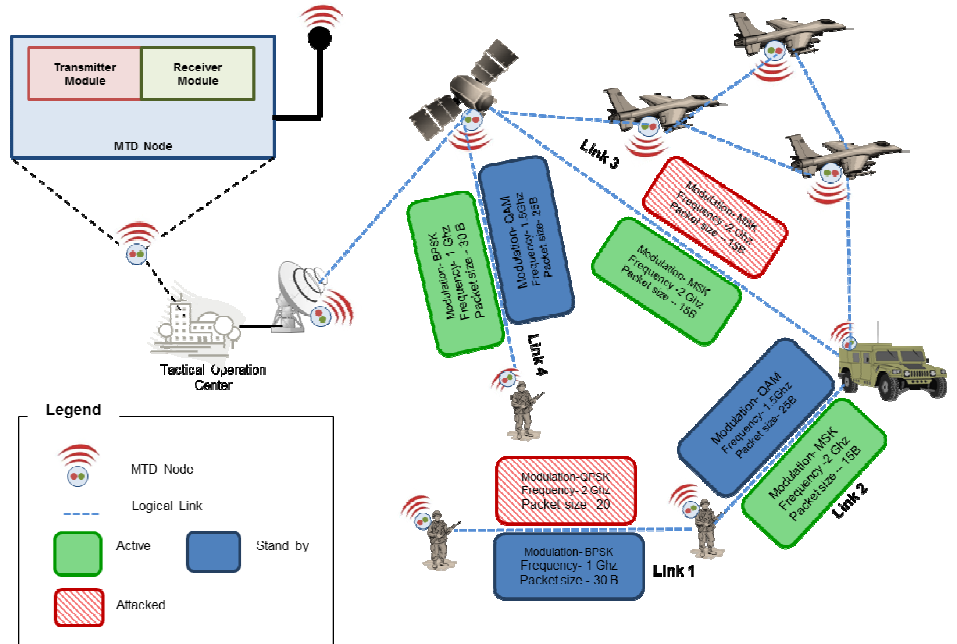 Transmitter
Module
Receiver
Module
MTD Node
Tactical Operation
Center
Legend
MTD Node
Logical Link
Active
Stand by
Attacked
Link 3
Modulation- MSK
Frequency -2 Ghz
Packet size -- 15B
Modulation- MSK
Frequency -2 Ghz
Packet size -- 15B
Modulation- BPSK
Frequency- 1 Ghz
Packet size - 30 B
Modulation- QAM
Frequency- 1.5Ghz
Packet size- 25B
Link 4
Modulation- QAM
Frequency- 1.5Ghz
Packet size- 25B
Modulation- MSK
Frequency -2 Ghz
Packet size -- 15B
Link 2
Modulation-QPSK
Frequency- 2 Ghz
Packet size- 20
Modulation- BPSK
Frequency- 1 Ghz
Packet size - 30 B
Link 1